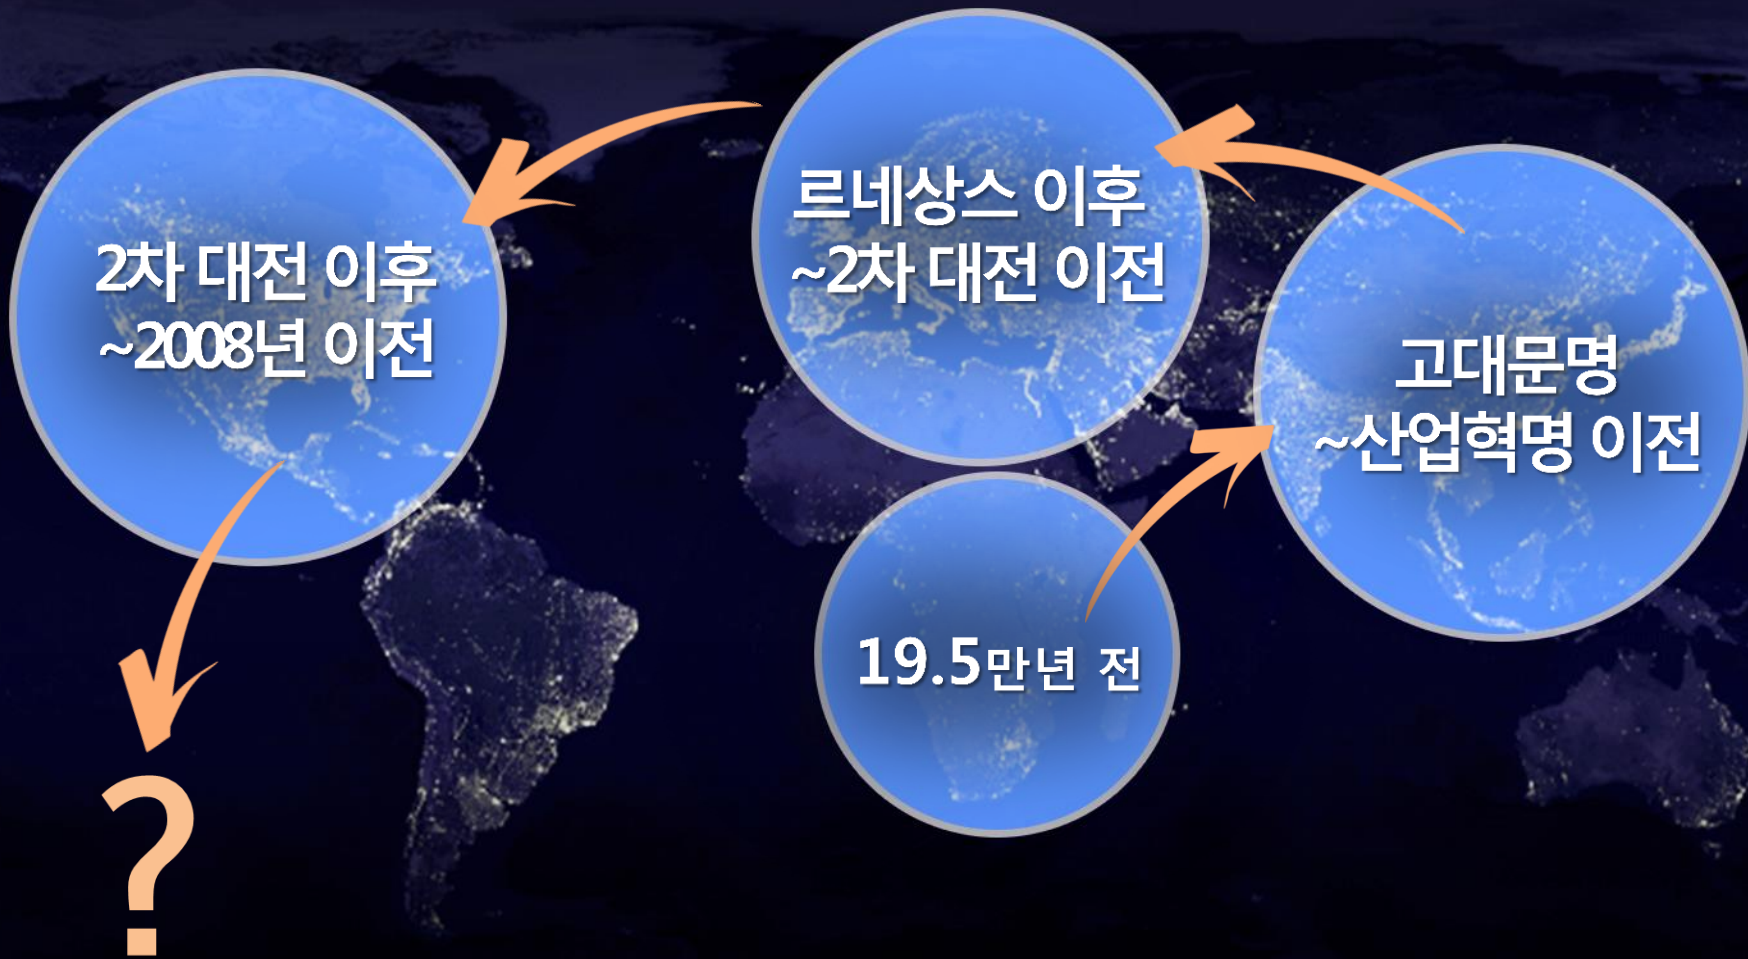 2차 대전 이후
~2008년 이전
르네상스 이후
~2차 대전 이전
고대문명
~산업혁명 이전
19.5만년 전
?